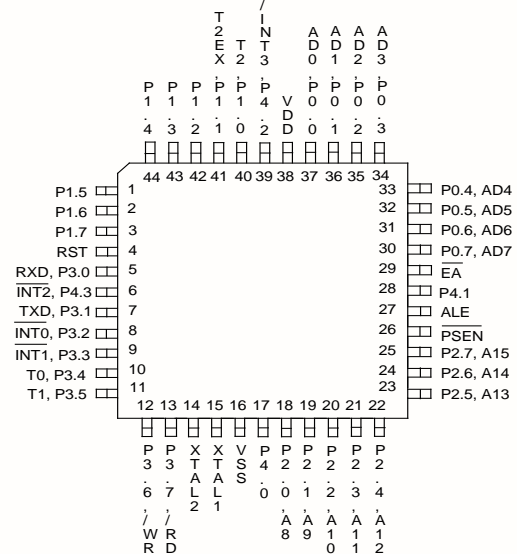 P1.4
P1.3
P1.2
T2EX,P1.1
T2,P1.0
/INT3,P4.2
VDD
AD0,P0.0
AD1,P0.1
AD2,P0.2
AD3,P0.3
44 43 42 41 40 39 38 37 36 35 34
P1.5 1
P1.6 2
P1.7 3
RST 4
RXD, P3.0 5
INT2, P4.3 6
TXD, P3.1 7
INT0, P3.2 8
INT1, P3.3 9
T0, P3.4 10
T1, P3.5 11
33 P0.4, AD4
32 P0.5, AD5
31 P0.6, AD6
30 P0.7, AD7
29 EA
28 P4.1
27 ALE
26 PSEN
25 P2.7, A15
24 P2.6, A14
23 P2.5, A13
12 13 14 15 16 17 18 19 20 21 22
P3.6,/WR
P3.7,/RD
XTAL2
XTAL1
VSS
P4.0
P2.0,A8
P2.1,A9
P2.2,A10
P2.3,A11
P2.4,A12